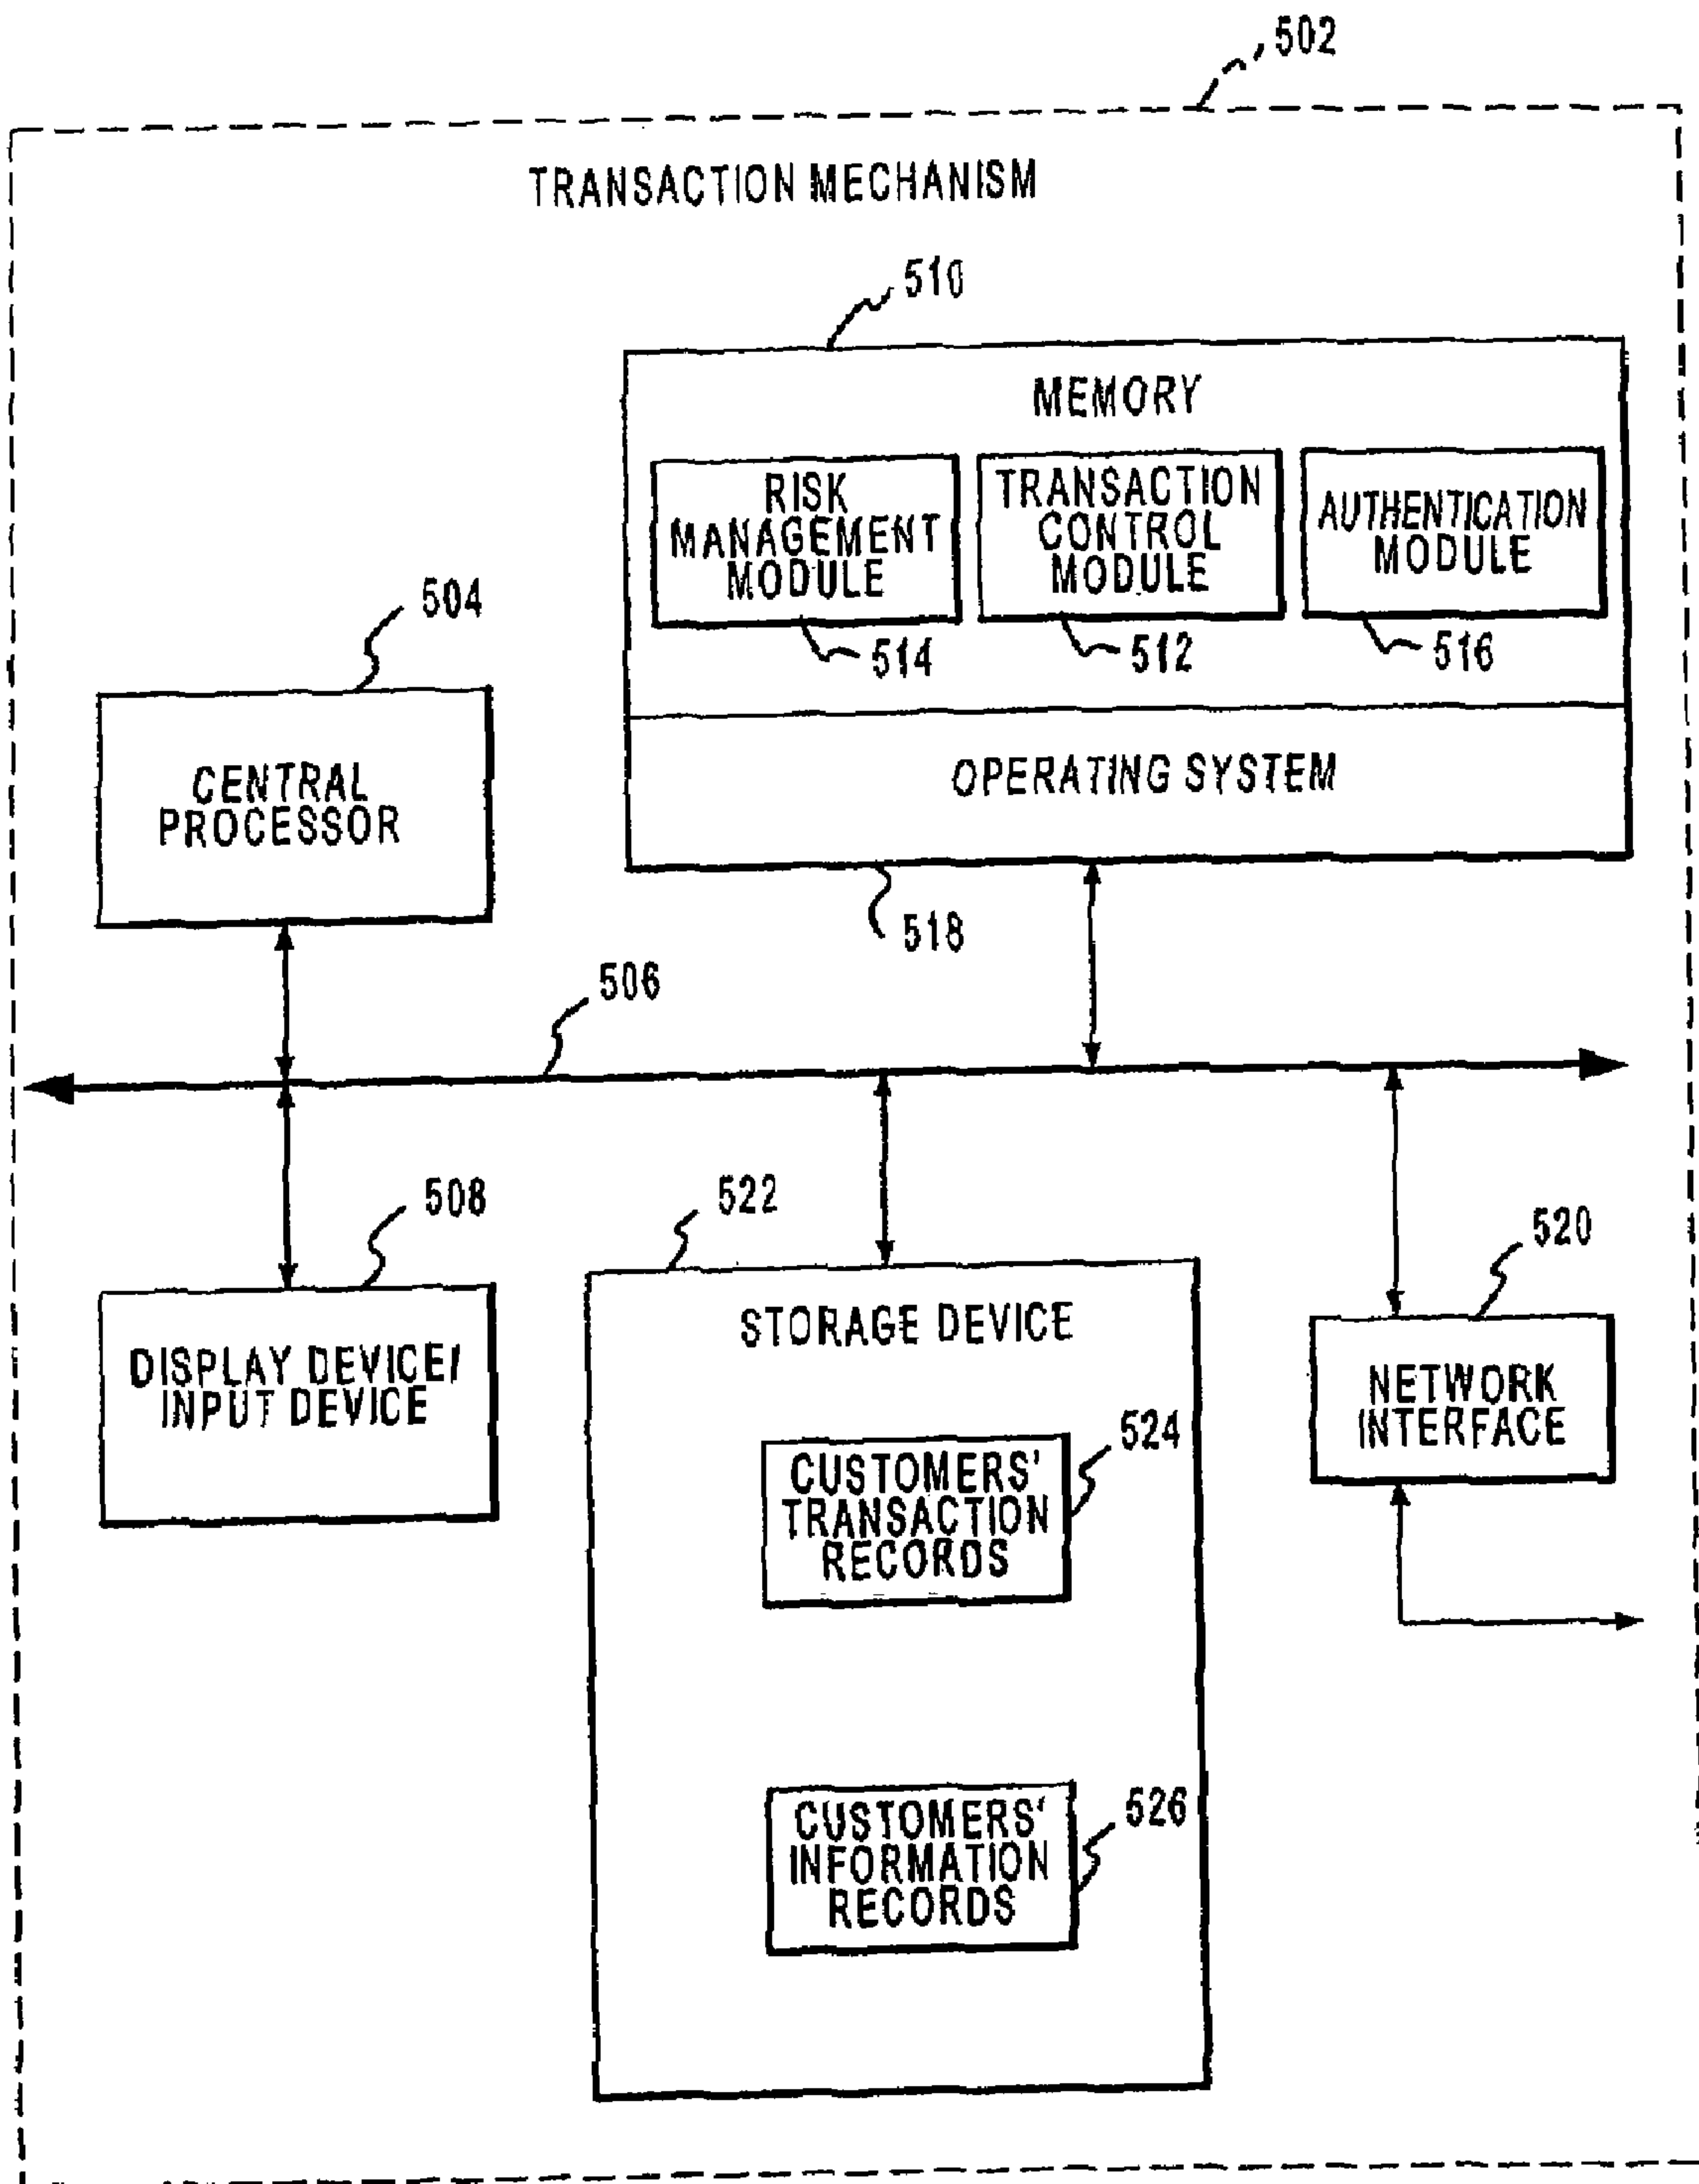 502
TRANSACTION MECHANISM
510
MEMORY
RISK
MANAGEMENT
MODULE
514
TRANSACTION
CONTROL
MODULE
512
AUTHENTICATION
MODULE
516
OPERATING SYSTEM
518
504
CENTRAL
PROCESSOR
506
508
DISPLAY DEVICE/
INPUT DEVICE
522
STORAGE DEVICE
524
CUSTOMERS'
TRANSACTION
RECORDS
526
CUSTOMERS'
INFORMATION
RECORDS
520
NETWORK
INTERFACE